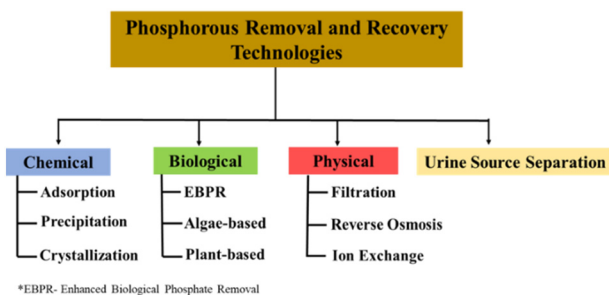 Phosphorous Removal and Recovery
Technologies
Chemical
Biological
Physical
Urine Source Separation
Adsorption
EBPR
Filtration
Precipitation
Algae-based
Reverse Osmosis
Crystallization
Plant-based
Ion Exchange
*EBPR- Enhanced Biological Phosphate Removal